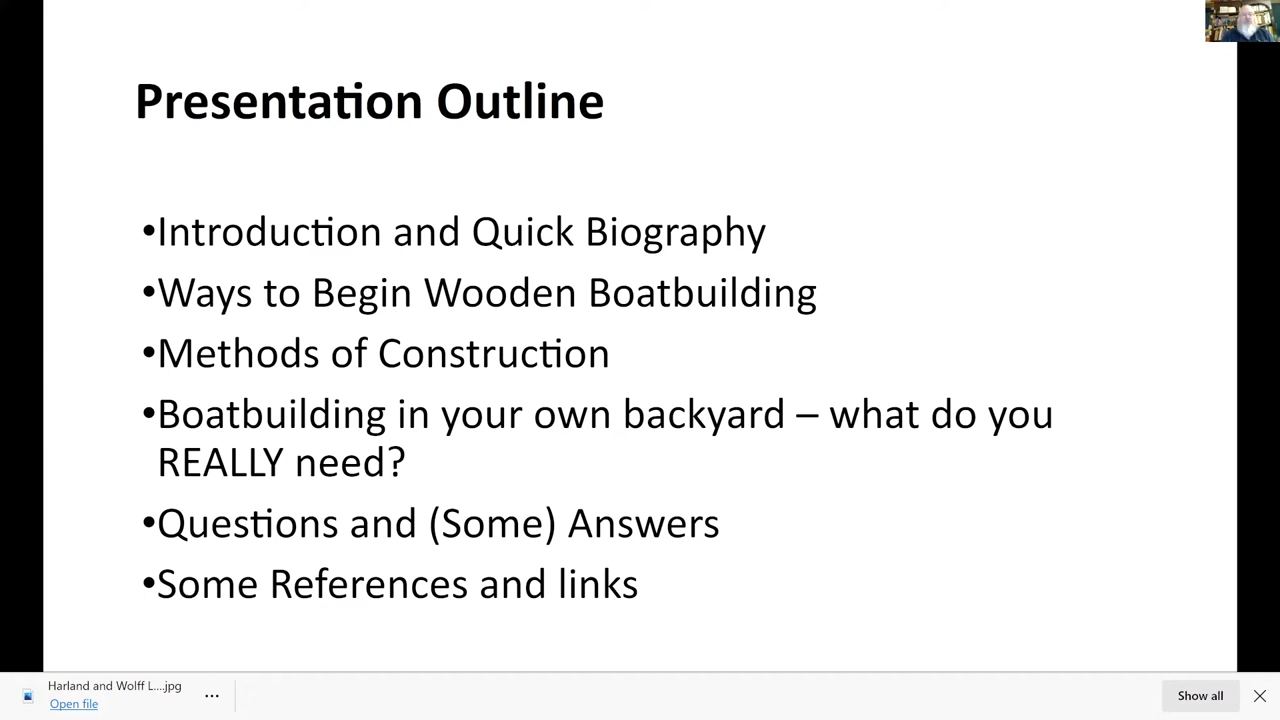 Presentation Outline
•Introduction and Quick Biography
•Ways to Begin Wooden Boatbuilding
•Methods of Construction
•Boatbuilding in your own backyard – what do you
REALLY need?
•Questions and (Some) Answers
•Some References and links
Harland and Wolff L....jpg
Open file
Show all